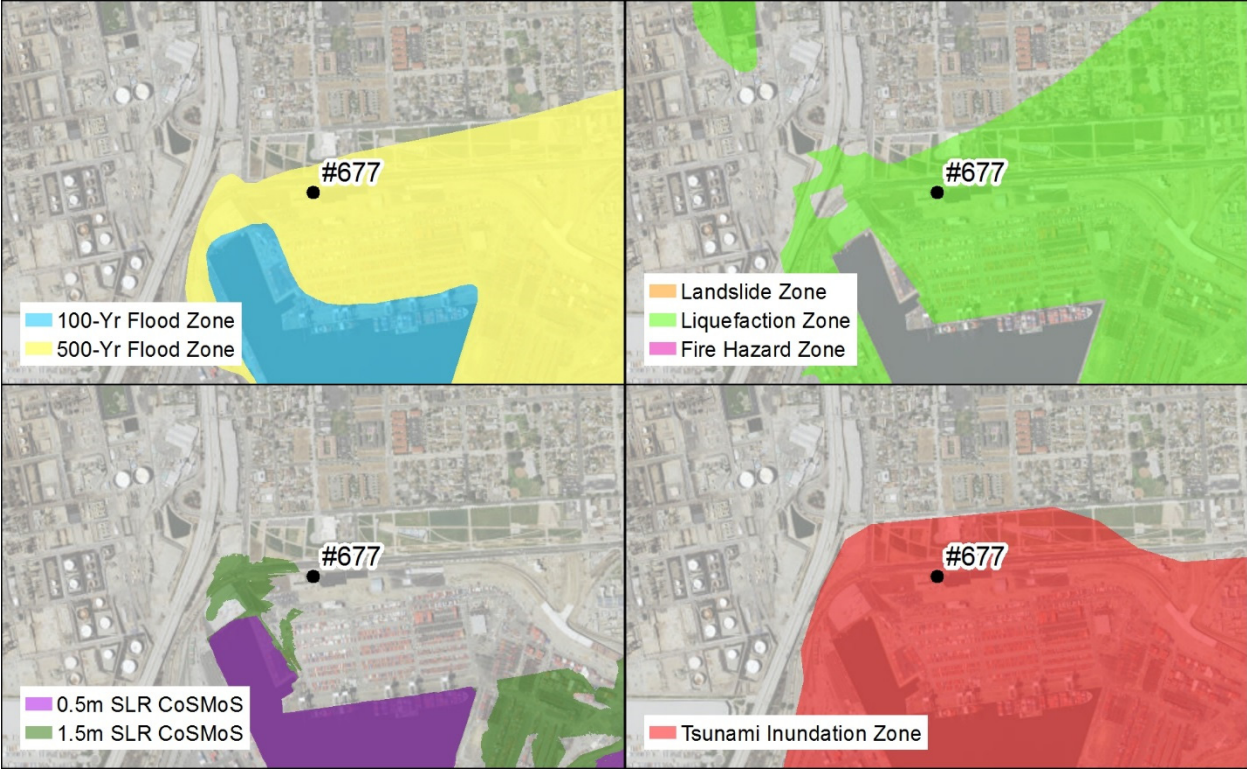 #677
100-Yr Flood Zone
500-Yr Flood Zone
#677
Landslide Zone
Liquefaction Zone
Fire Hazard Zone
#677
0.5m SLR CoSMoS
1.5m SLR CoSMoS
#677
Tsunami Inundation Zone